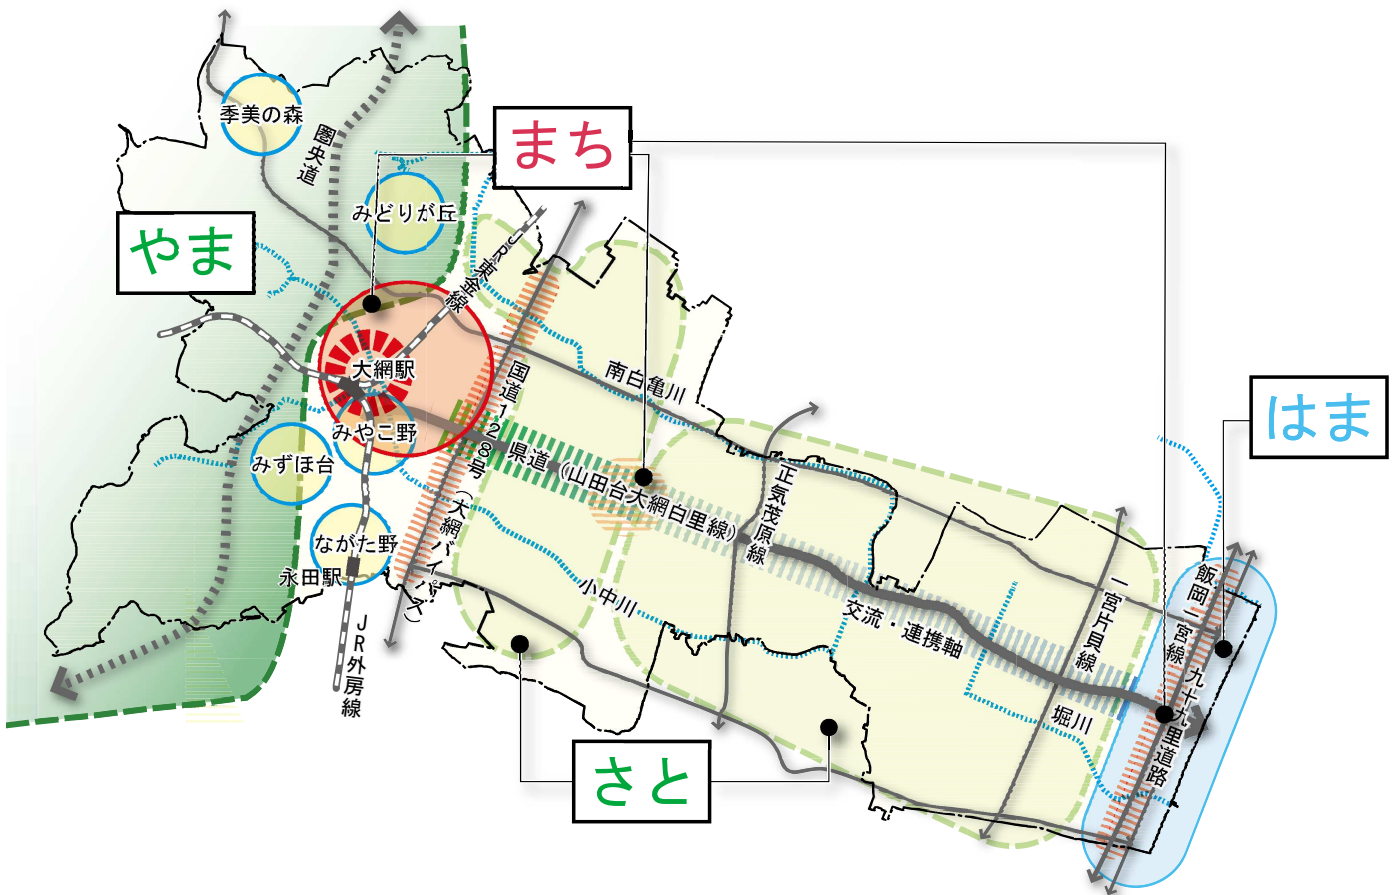 季美の森
圏央道
まち
みどりが丘
やま
JR東金線
大網駅
南白亀川
国道128号（大網バイパス）
みやこ野
はま
みずほ台
県道（山田台大網白里線）
正気茂原線
ながた野
永田駅
小中川
交流・連携軸
一宮片貝線
飯岡一宮線
九十九里道路
JR外房線
堀川
さと